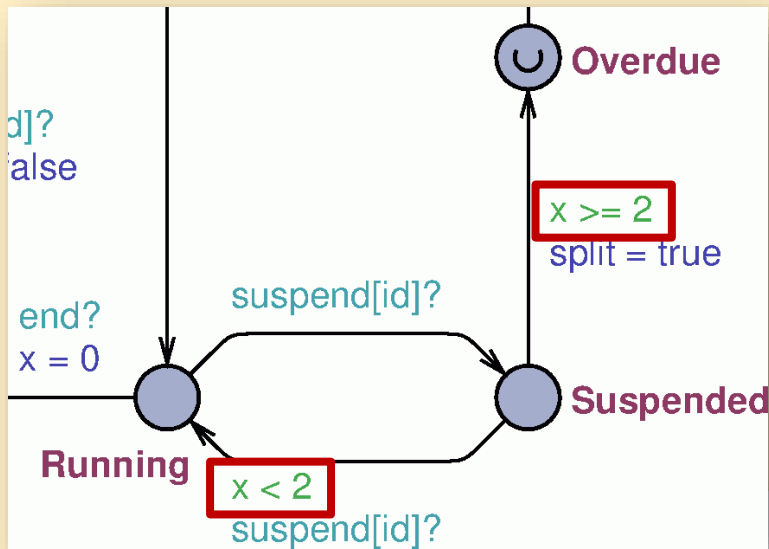 Overdue
d]?
false
x >= 2
split = true
suspend[id]?
end?
x = 0
Suspended
Running
x < 2
suspend[id]?